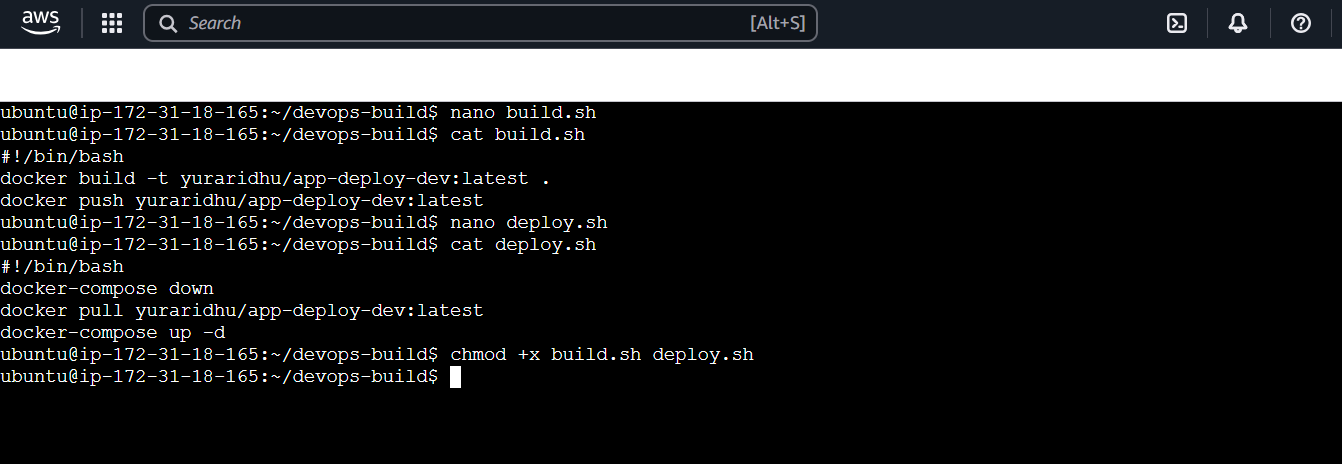 aws
Search [Alt+S]
ubuntu@ip-172-31-18-165:~/devops-build$ nano build.sh
ubuntu@ip-172-31-18-165:~/devops-build$ cat build.sh
#!/bin/bash
docker build -t yuraridhu/app-deploy-dev:latest .
docker push yuraridhu/app-deploy-dev:latest
ubuntu@ip-172-31-18-165:~/devops-build$ nano deploy.sh
ubuntu@ip-172-31-18-165:~/devops-build$ cat deploy.sh
#!/bin/bash
docker-compose down
docker pull yuraridhu/app-deploy-dev:latest
docker-compose up -d
ubuntu@ip-172-31-18-165:~/devops-build$ chmod +x build.sh deploy.sh
ubuntu@ip-172-31-18-165:~/devops-build$